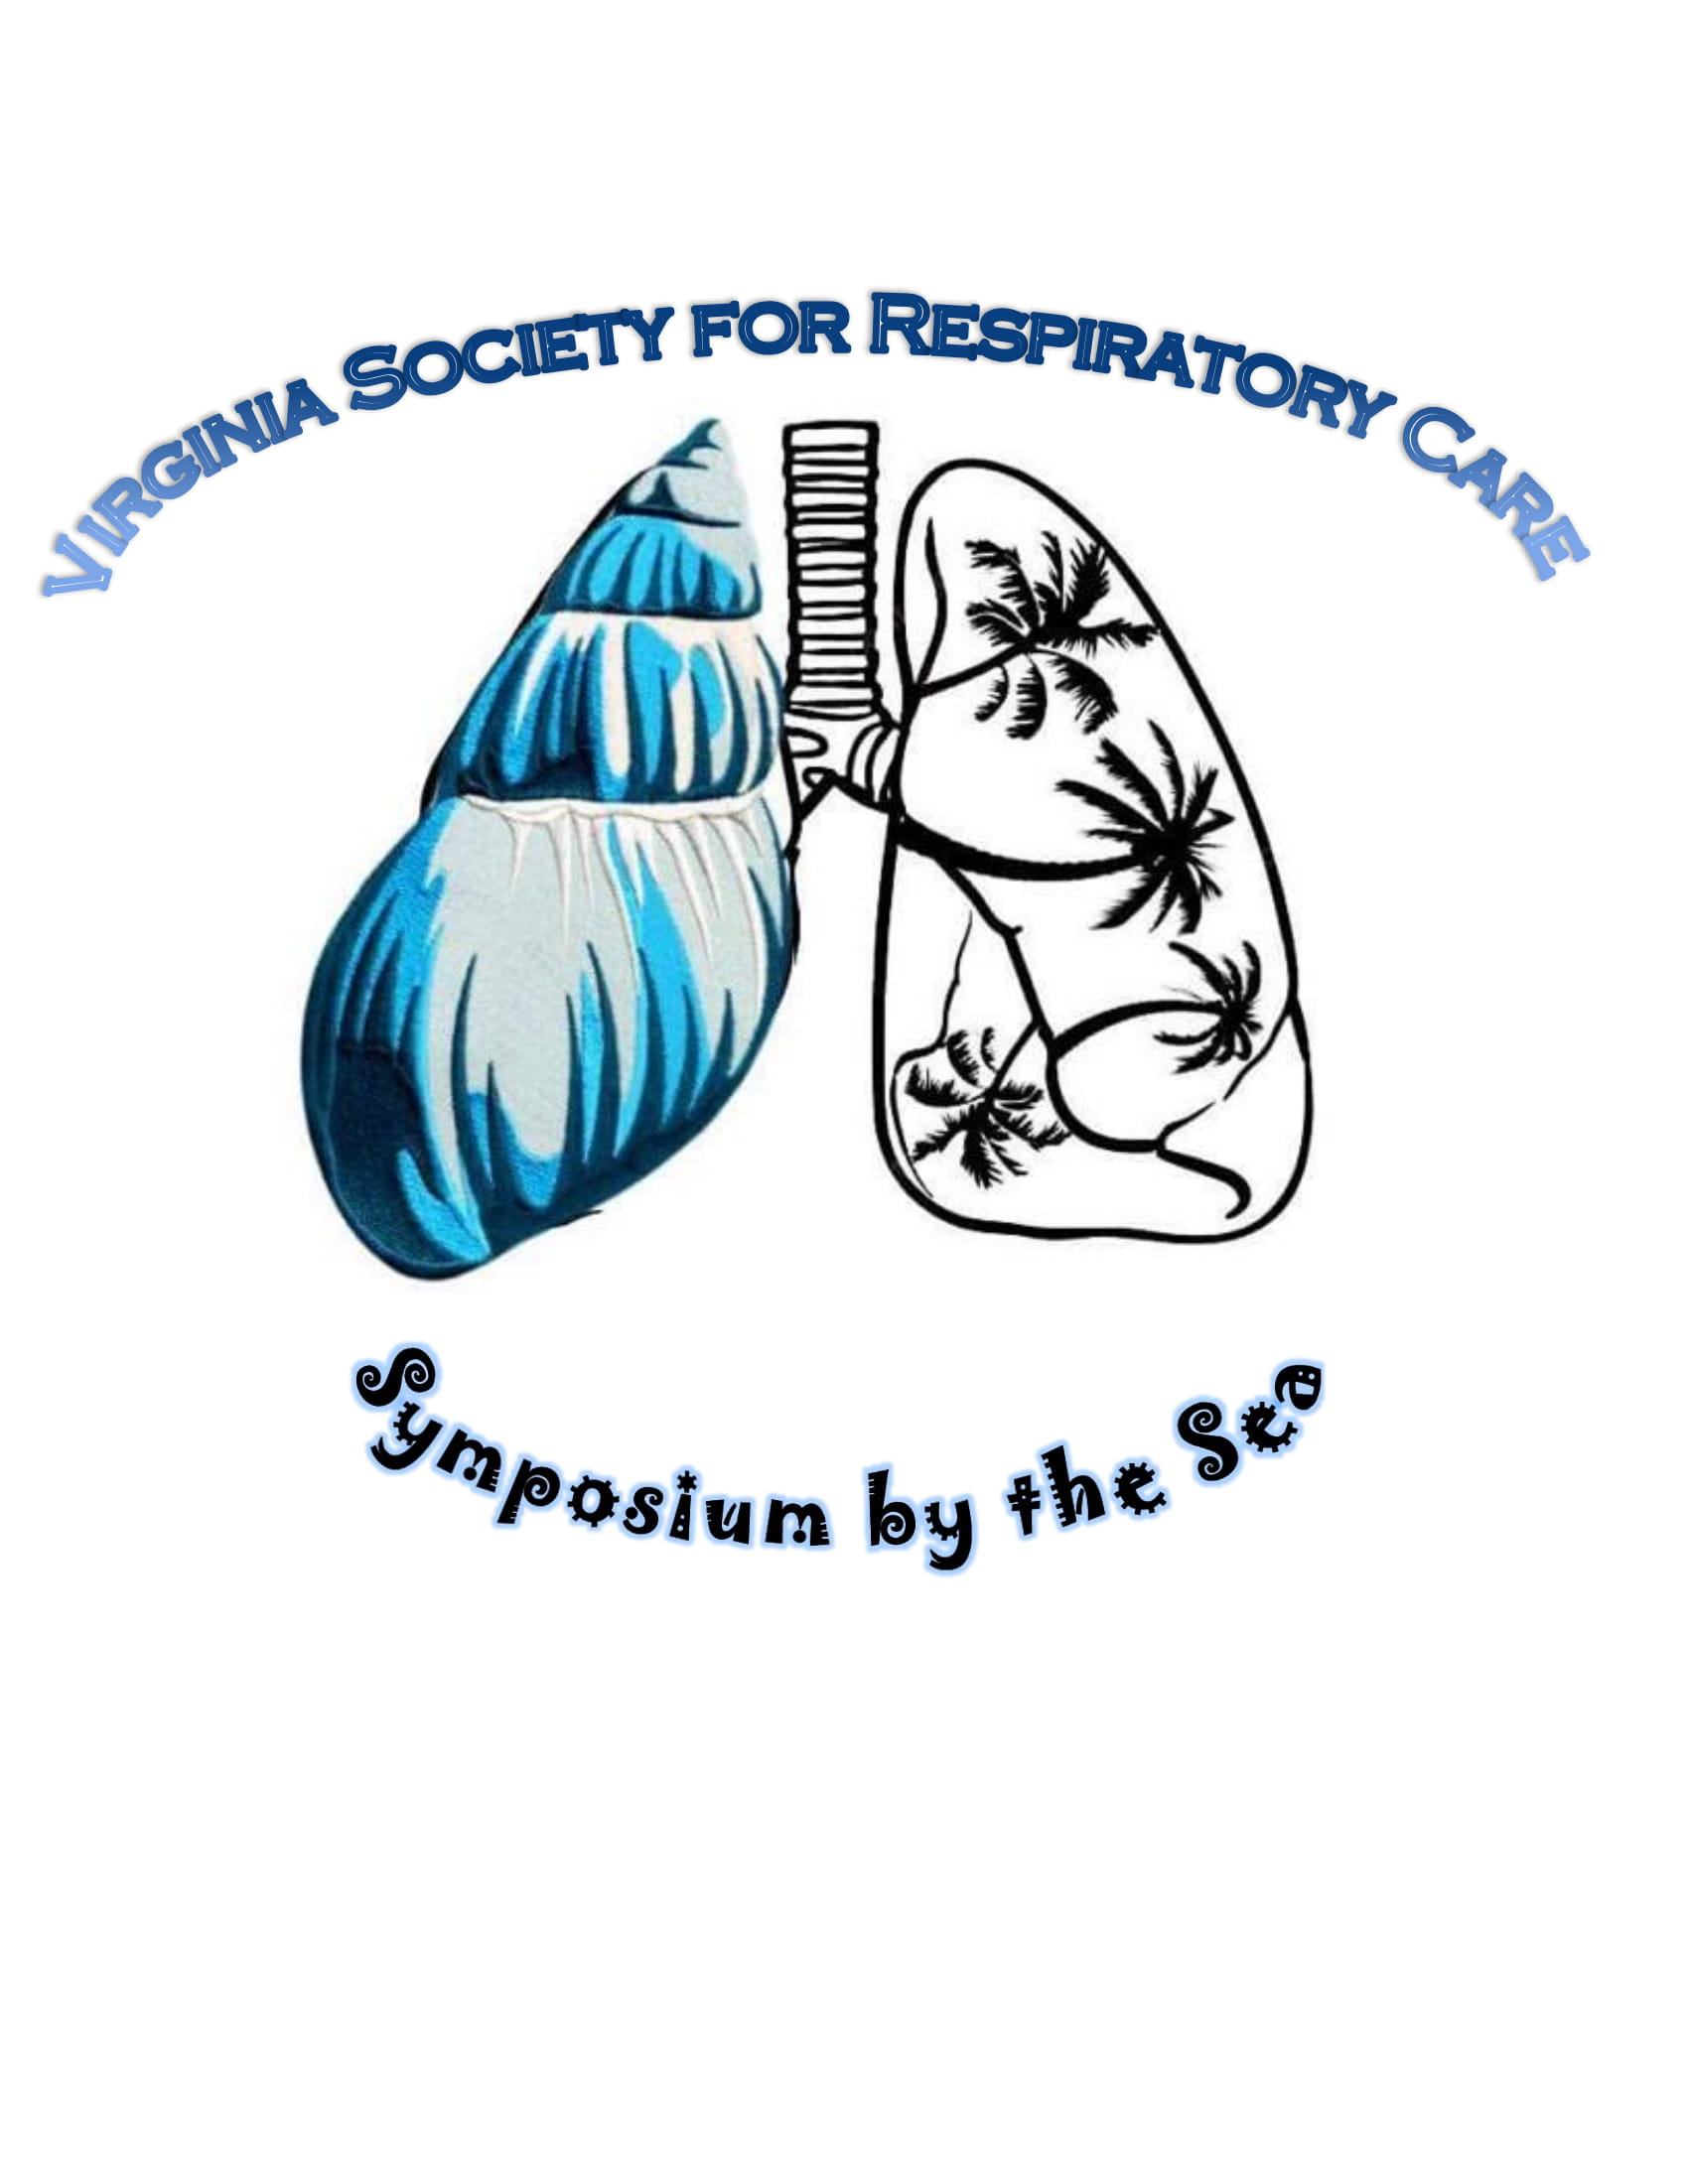 Virginia Society for Respiratory Care
Symposium by the Sea